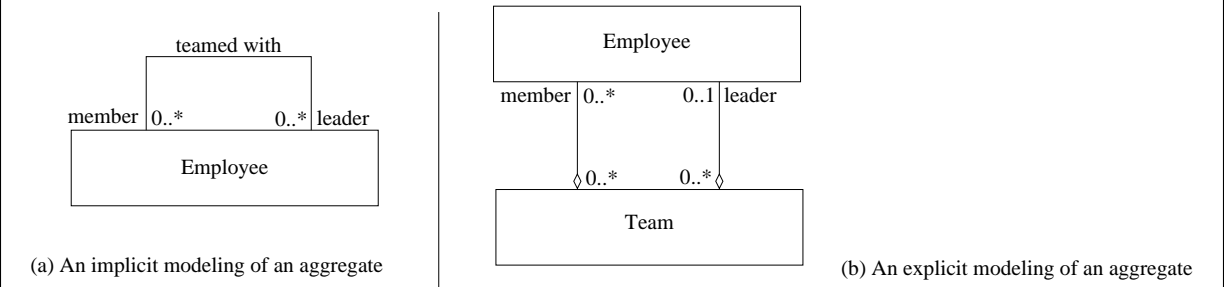 teamed with
member 0..* 0..* leader
Employee
(a) An implicit modeling of an aggregate
Employee
member 0..* 0..1 leader
0..* 0..*
Team
(b) An explicit modeling of an aggregate